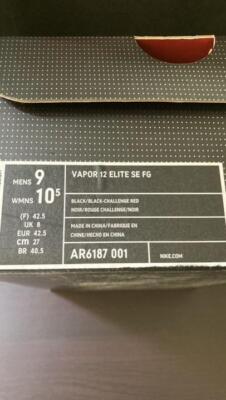 MENS 9
WMNS 10.5
(F) 42.5
UK 8
EUR 42.5
cm 27
BR 40.5
VAPOR 12 ELITE SE FG
BLACK/BLACK-CHALLENGE RED
NOIR/ROUGE CHALLENGE/NOIR
MADE IN CHINA/FABRIQUE EN
CHINE/HECHO EN CHINA
AR6187 001
NIKE.COM